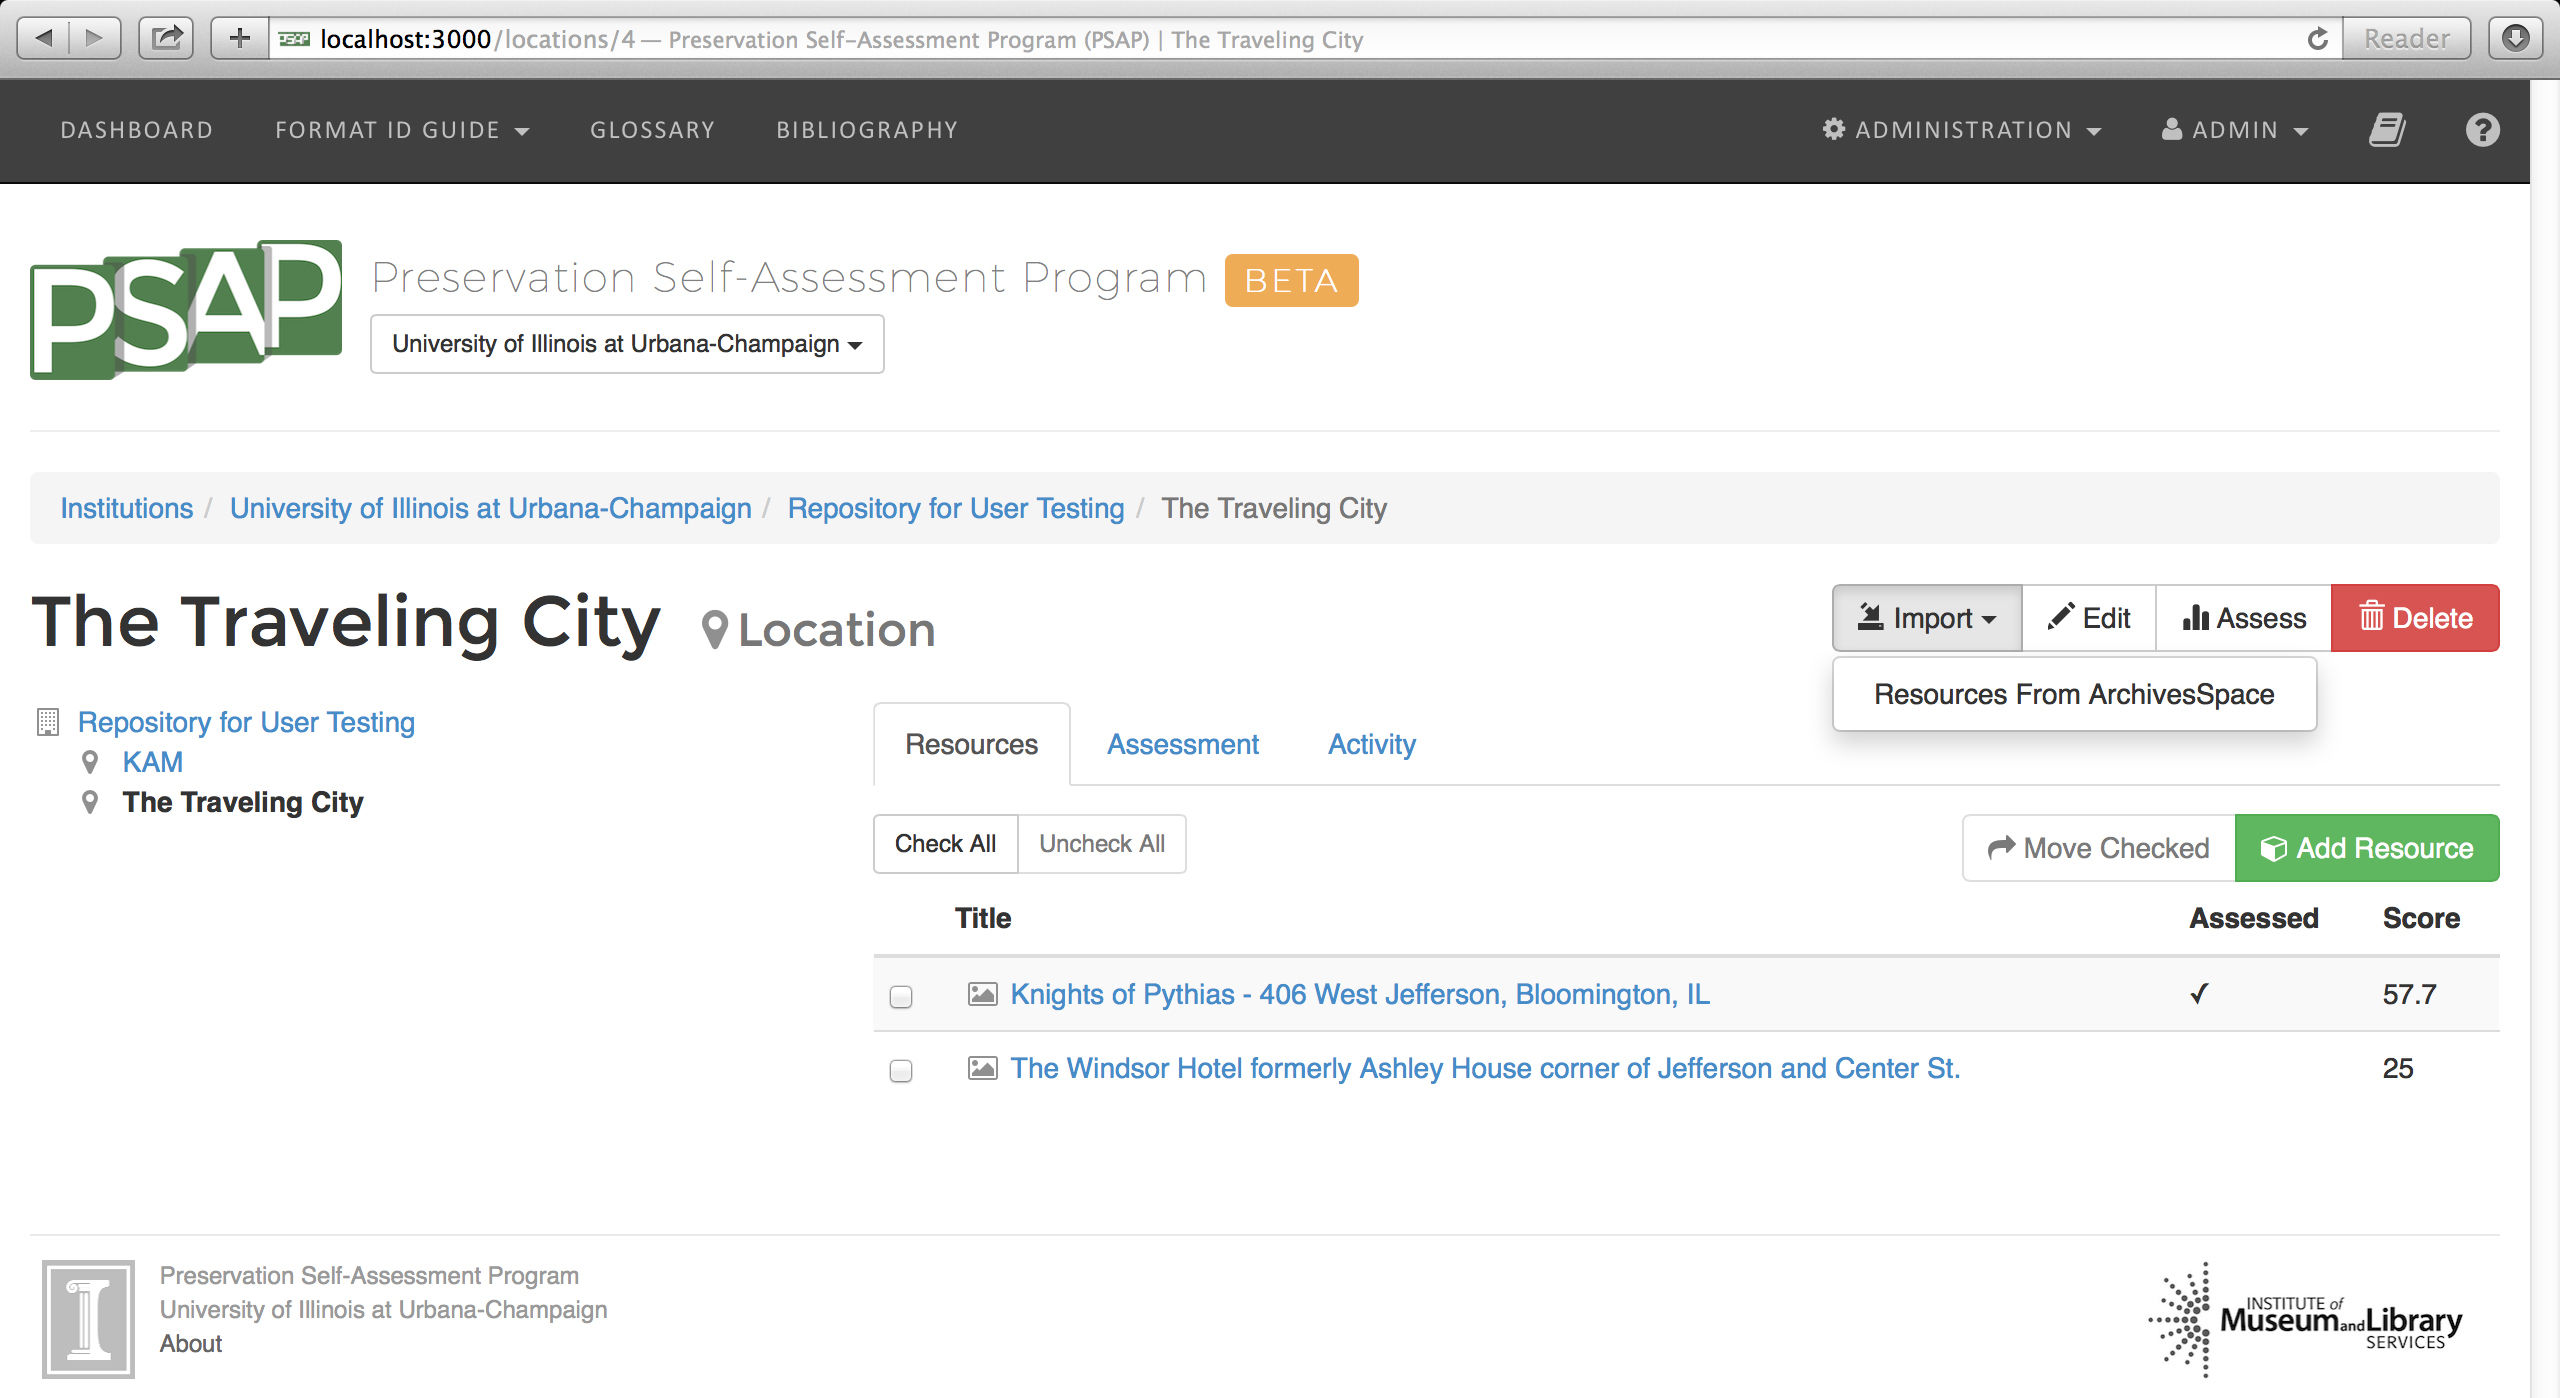 localhost:3000/locations/4 — Preservation Self-Assessment Program (PSAP) | The Traveling City
Reader
DASHBOARD FORMAT ID GUIDE GLOSSARY BIBLIOGRAPHY ADMINISTRATION ADMIN ?
PSAP
Preservation Self-Assessment Program BETA
University of Illinois at Urbana-Champaign
Institutions / University of Illinois at Urbana-Champaign / Repository for User Testing / The Traveling City
The Traveling City Location
Import Edit Assess Delete
Resources From ArchivesSpace
Repository for User Testing
KAM
The Traveling City
Resources Assessment Activity
Check All Uncheck All
Move Checked Add Resource
Title Assessed Score
Knights of Pythias - 406 West Jefferson, Bloomington, IL ✓ 57.7
The Windsor Hotel formerly Ashley House corner of Jefferson and Center St. 25
I
Preservation Self-Assessment Program
University of Illinois at Urbana-Champaign
About
INSTITUTE of
Museum and Library
SERVICES